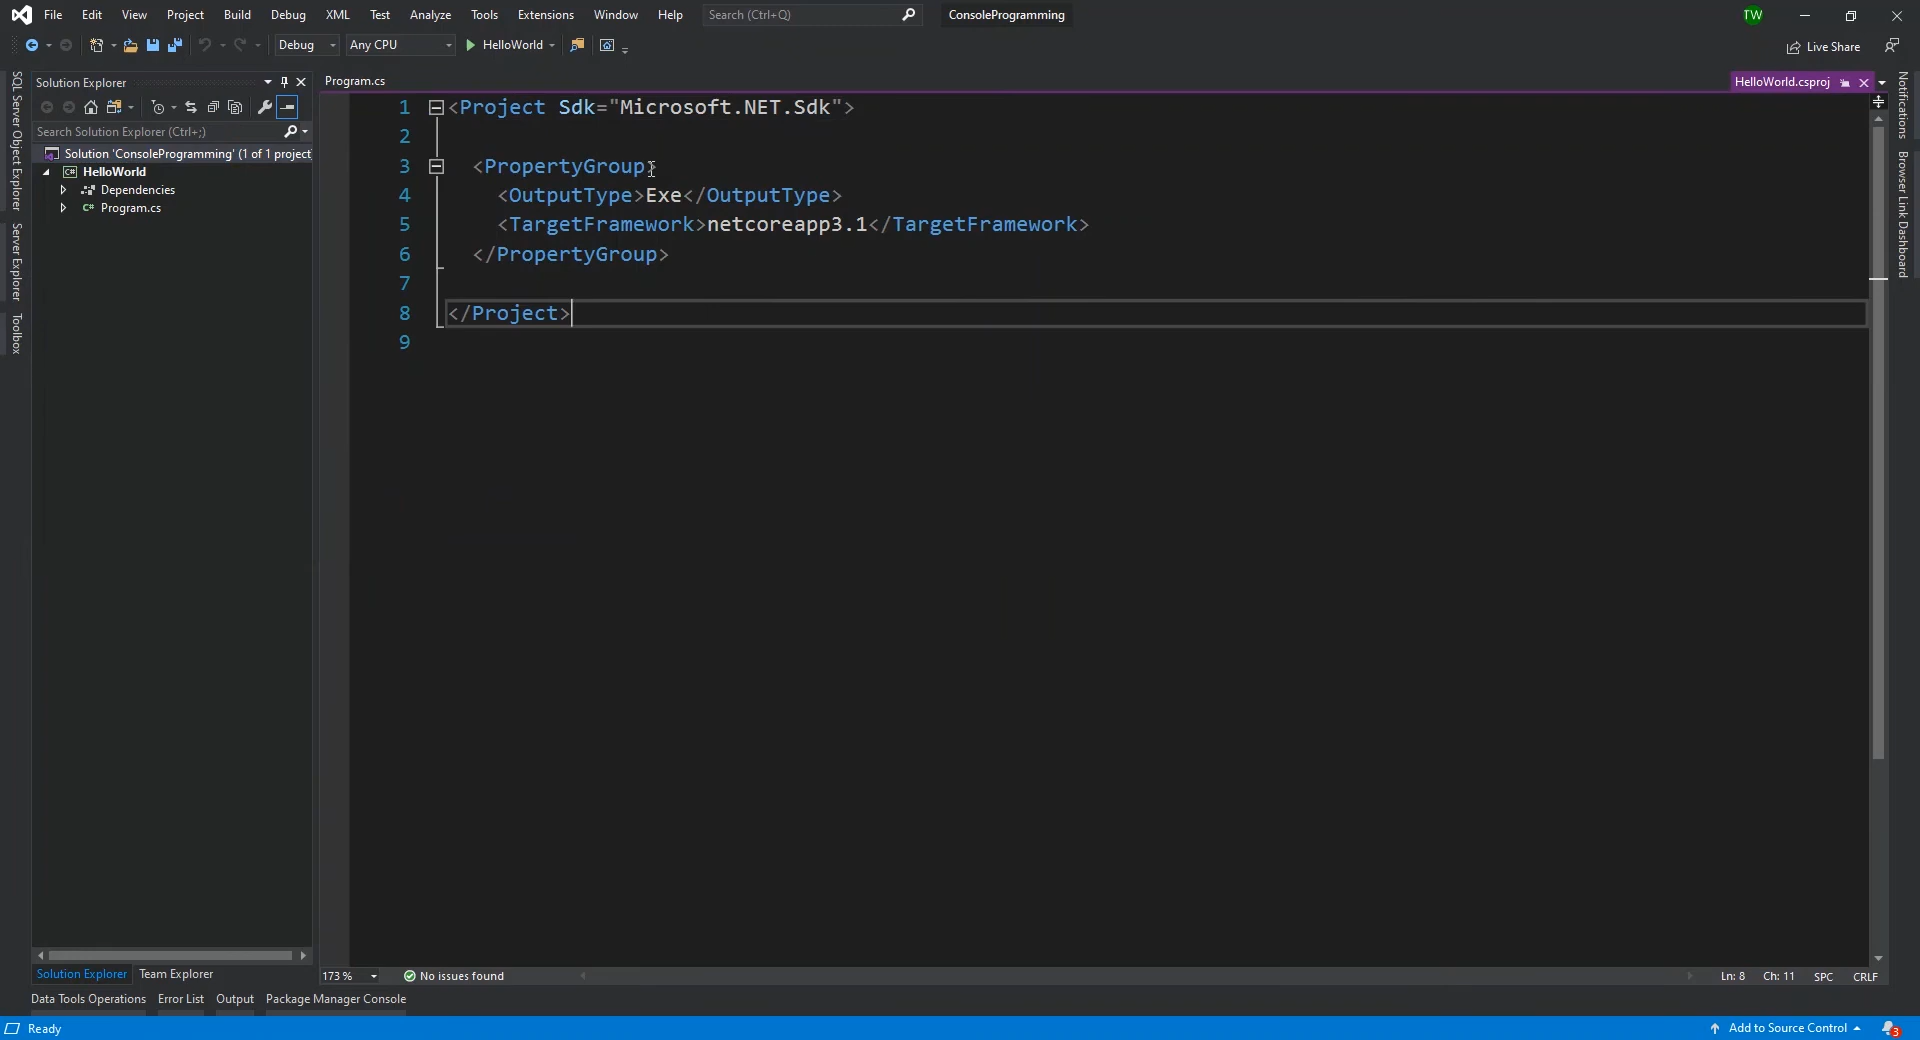 File Edit View Project Build Debug XML Test Analyze Tools Extensions Window Help Search (Ctrl+Q) ConsoleProgramming TW
Debug Any CPU HelloWorld Live Share
SQL Server Object Explorer
Server Explorer
Toolbox
Solution Explorer
Search Solution Explorer (Ctrl+;)
Solution 'ConsoleProgramming' (1 of 1 project
C# HelloWorld
Dependencies
C# Program.cs
Program.cs HelloWorld.csproj
1 <Project Sdk="Microsoft.NET.Sdk">
2
3 <PropertyGroup>
4 <OutputType>Exe</OutputType>
5 <TargetFramework>netcoreapp3.1</TargetFramework>
6 </PropertyGroup>
7
8 </Project>
9
Notifications
Browser Link Dashboard
173 % No issues found Ln: 8 Ch: 11 SPC CRLF
Solution Explorer Team Explorer
Data Tools Operations Error List Output Package Manager Console
Ready Add to Source Control 3